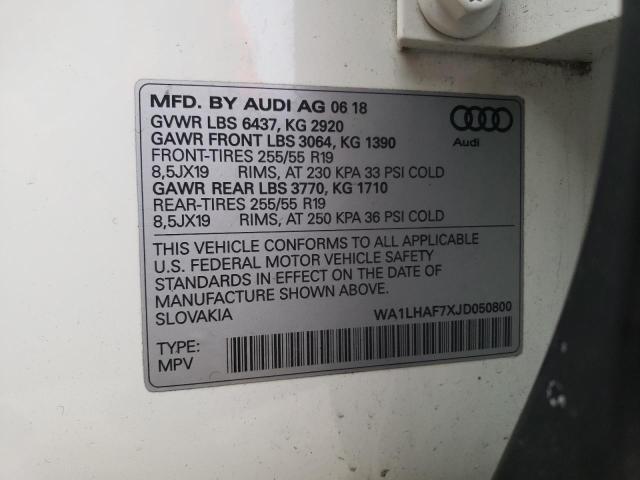 MFD. BY AUDI AG 06 18
GVWR LBS 6437, KG 2920
GAWR FRONT LBS 3064, KG 1390
FRONT-TIRES 255/55 R19
8,5JX19 RIMS, AT 230 KPA 33 PSI COLD
GAWR REAR LBS 3770, KG 1710
REAR-TIRES 255/55 R19
8,5JX19 RIMS, AT 250 KPA 36 PSI COLD
Audi
THIS VEHICLE CONFORMS TO ALL APPLICABLE
U.S. FEDERAL MOTOR VEHICLE SAFETY
STANDARDS IN EFFECT ON THE DATE OF
MANUFACTURE SHOWN ABOVE.
SLOVAKIA WA1LHAF7XJD050800
TYPE:
MPV